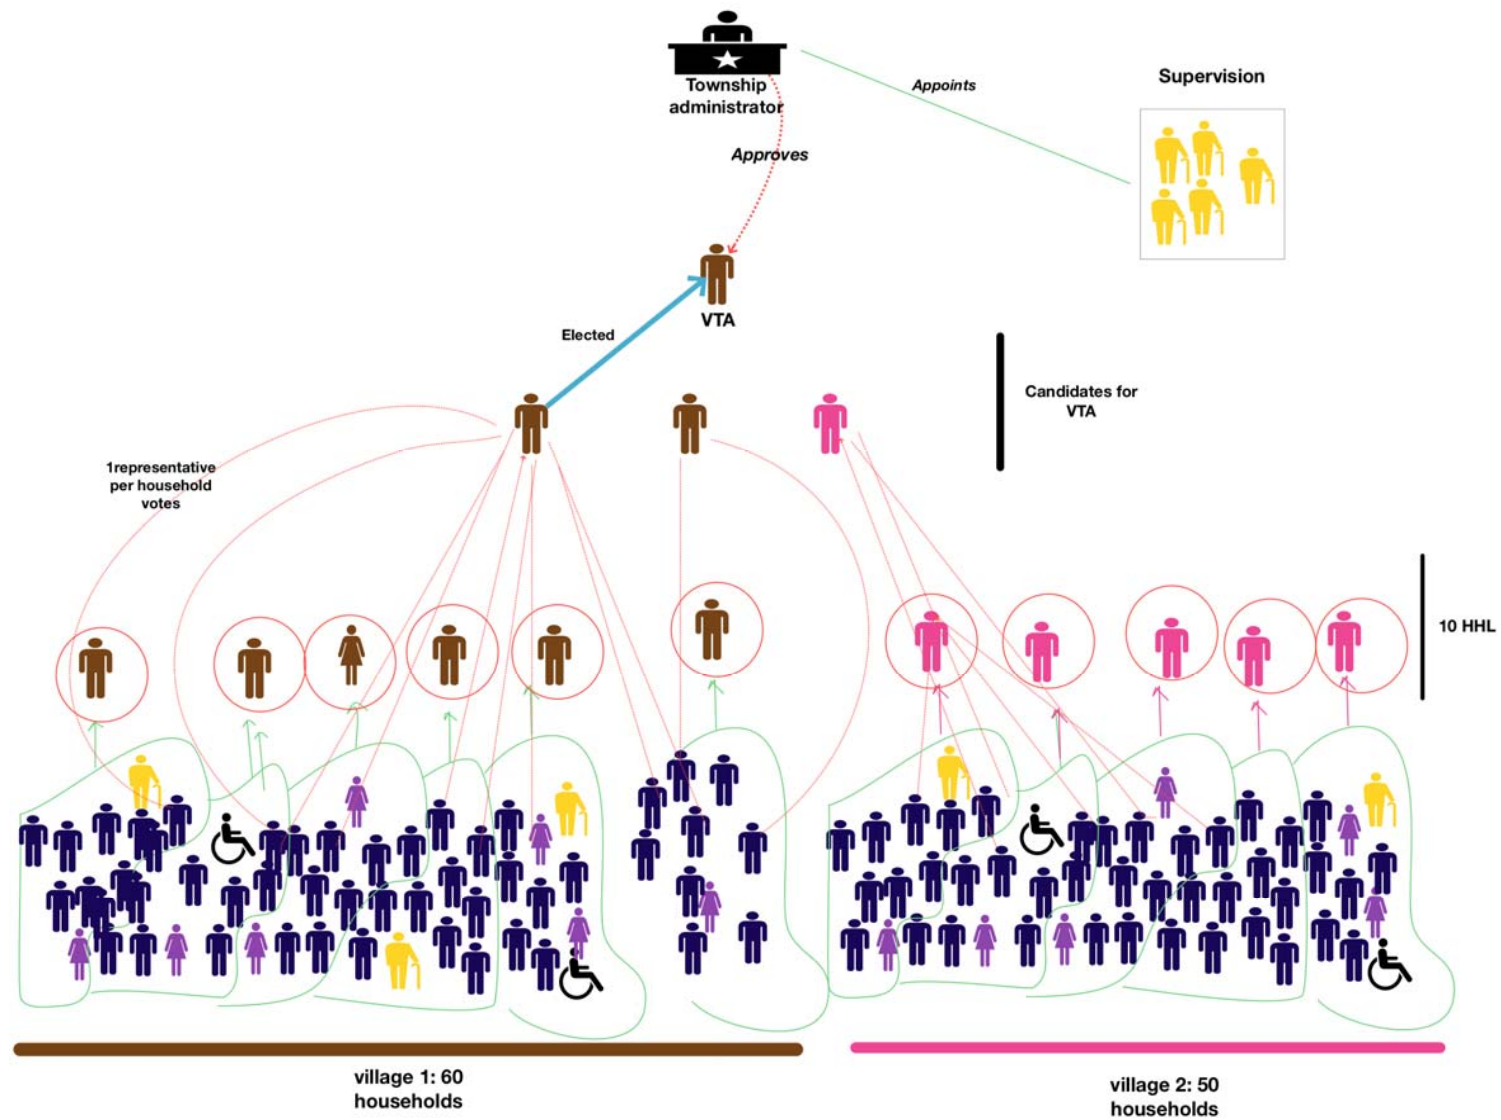 Township
administrator
Appoints
Supervision
Approves
VTA
Elected
Candidates for
VTA
1representative
per household
votes
10 HHL
village 1: 60
households
village 2: 50
households